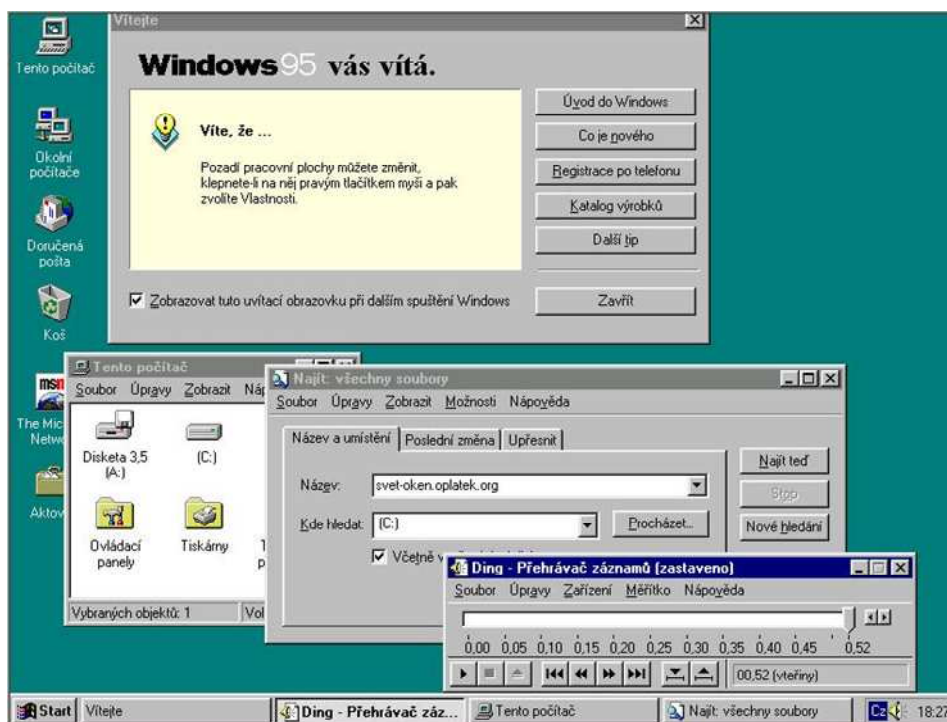 Vítejte
Windows 95 vás vítá.
Víte, že ...
Pozadí pracovní plochy můžete změnit,
klepnete-li na něj pravým tlačítkem myši a pak
zvolíte Vlastnosti.
Úvod do Windows
Co je nového
Registrace po telefonu
Katalog výrobků
Další tip
Zobrazovat tuto uvítací obrazovku při dalším spuštění Windows
Zavřít
Tento počítač
Okolní
počítače
Doručená
pošta
Koš
msn
The
Aktov
Tento počítač
Soubor Úpravy Zobrazit
Disketa 3,5
(A:)
(C:)
Ovládací
panely
Tiskárny
Vybraných objektů: 1
Najít: všechny soubory
Soubor Úpravy Zobrazit Možnosti Nápověda
Název a umístění Poslední změna Upřesnit
Název: svet-oken.oplatek.org
Kde hledat: (C:)
Procházet...
Včetně
Najít teď
Stop
Nové hledání
Ding - Přehrávač záznamů (zastaveno)
Soubor Úpravy Zařízení Měřítko Nápověda
0,00 0,05 0,10 0,15 0,20 0,25 0,30 0,35 0,40 0,45 0,52
00,52 (vteřiny)
Start Vítejte Ding - Přehrávač záz... Tento počítač Najít: všechny soubory Cz